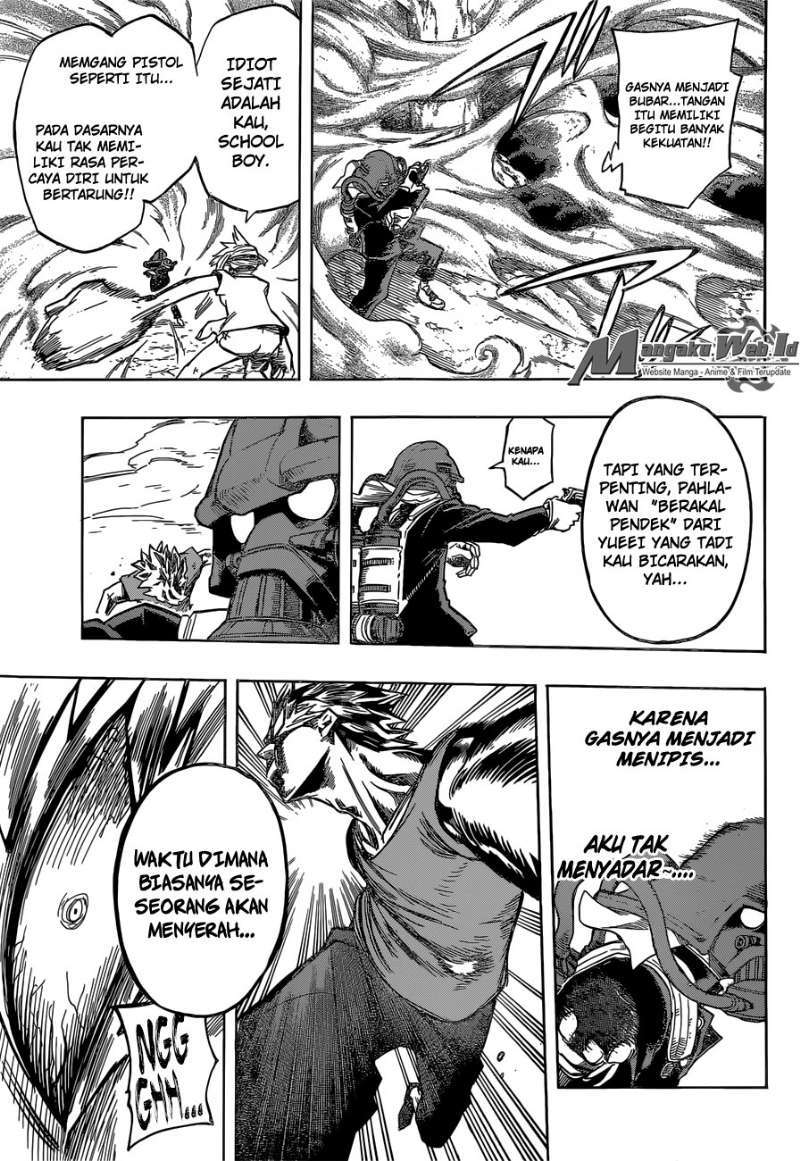 GASNYA MENJADI
BUBAR...TANGAN
ITU MEMILIKI
BEGITU BANYAK
KEKUATAN!!
IDIOT
SEJATI
ADALAH
KAU,
SCHOOL
BOY.
MEMGANG PISTOL
SEPERTI ITU...
PADA DASARNYA
KAU TAK MEMI-
LIKI RASA PER-
CAYA DIRI UNTUK
BERTARUNG!!
Mangaku Web Id
Website Manga - Anime & Film Terupdate
TAPI YANG TER-
PENTING, PAHLA-
WAN "BERAKAL
PENDEK" DARI
YUEEI YANG TADI
KAU BICARAKAN,
YAH...
KENAPA
KAU...
KARENA
GASNYA MENJADI
MENIPIS...
AKU TAK
MENYADAR~....
WAKTU DIMANA
BIASANYA SE-
SEORANG AKAN
MENYERAH...
NGG
GHH...